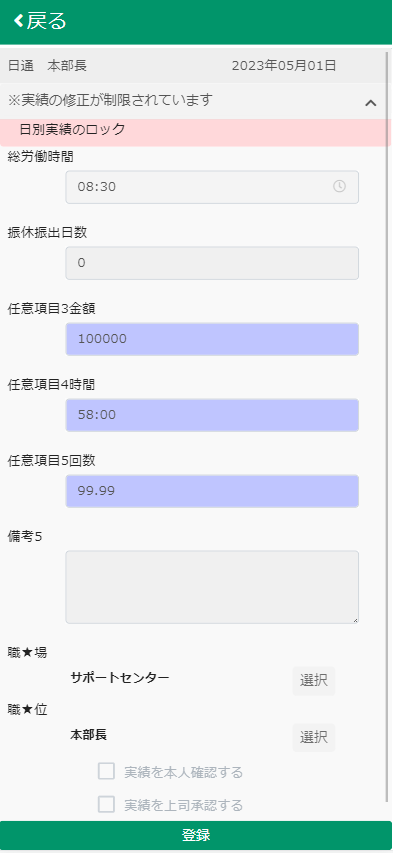 戻る
日通 本部長 2023年05月01日
※実績の修正が制限されています
日別実績のロック
総労働時間
08:30
振休振出日数
0
任意項目3金額
100000
任意項目4時間
58:00
任意項目5回数
99.99
備考5
職★場
サポートセンター 選択
職★位
本部長 選択
実績を本人確認する
実績を上司承認する
登録